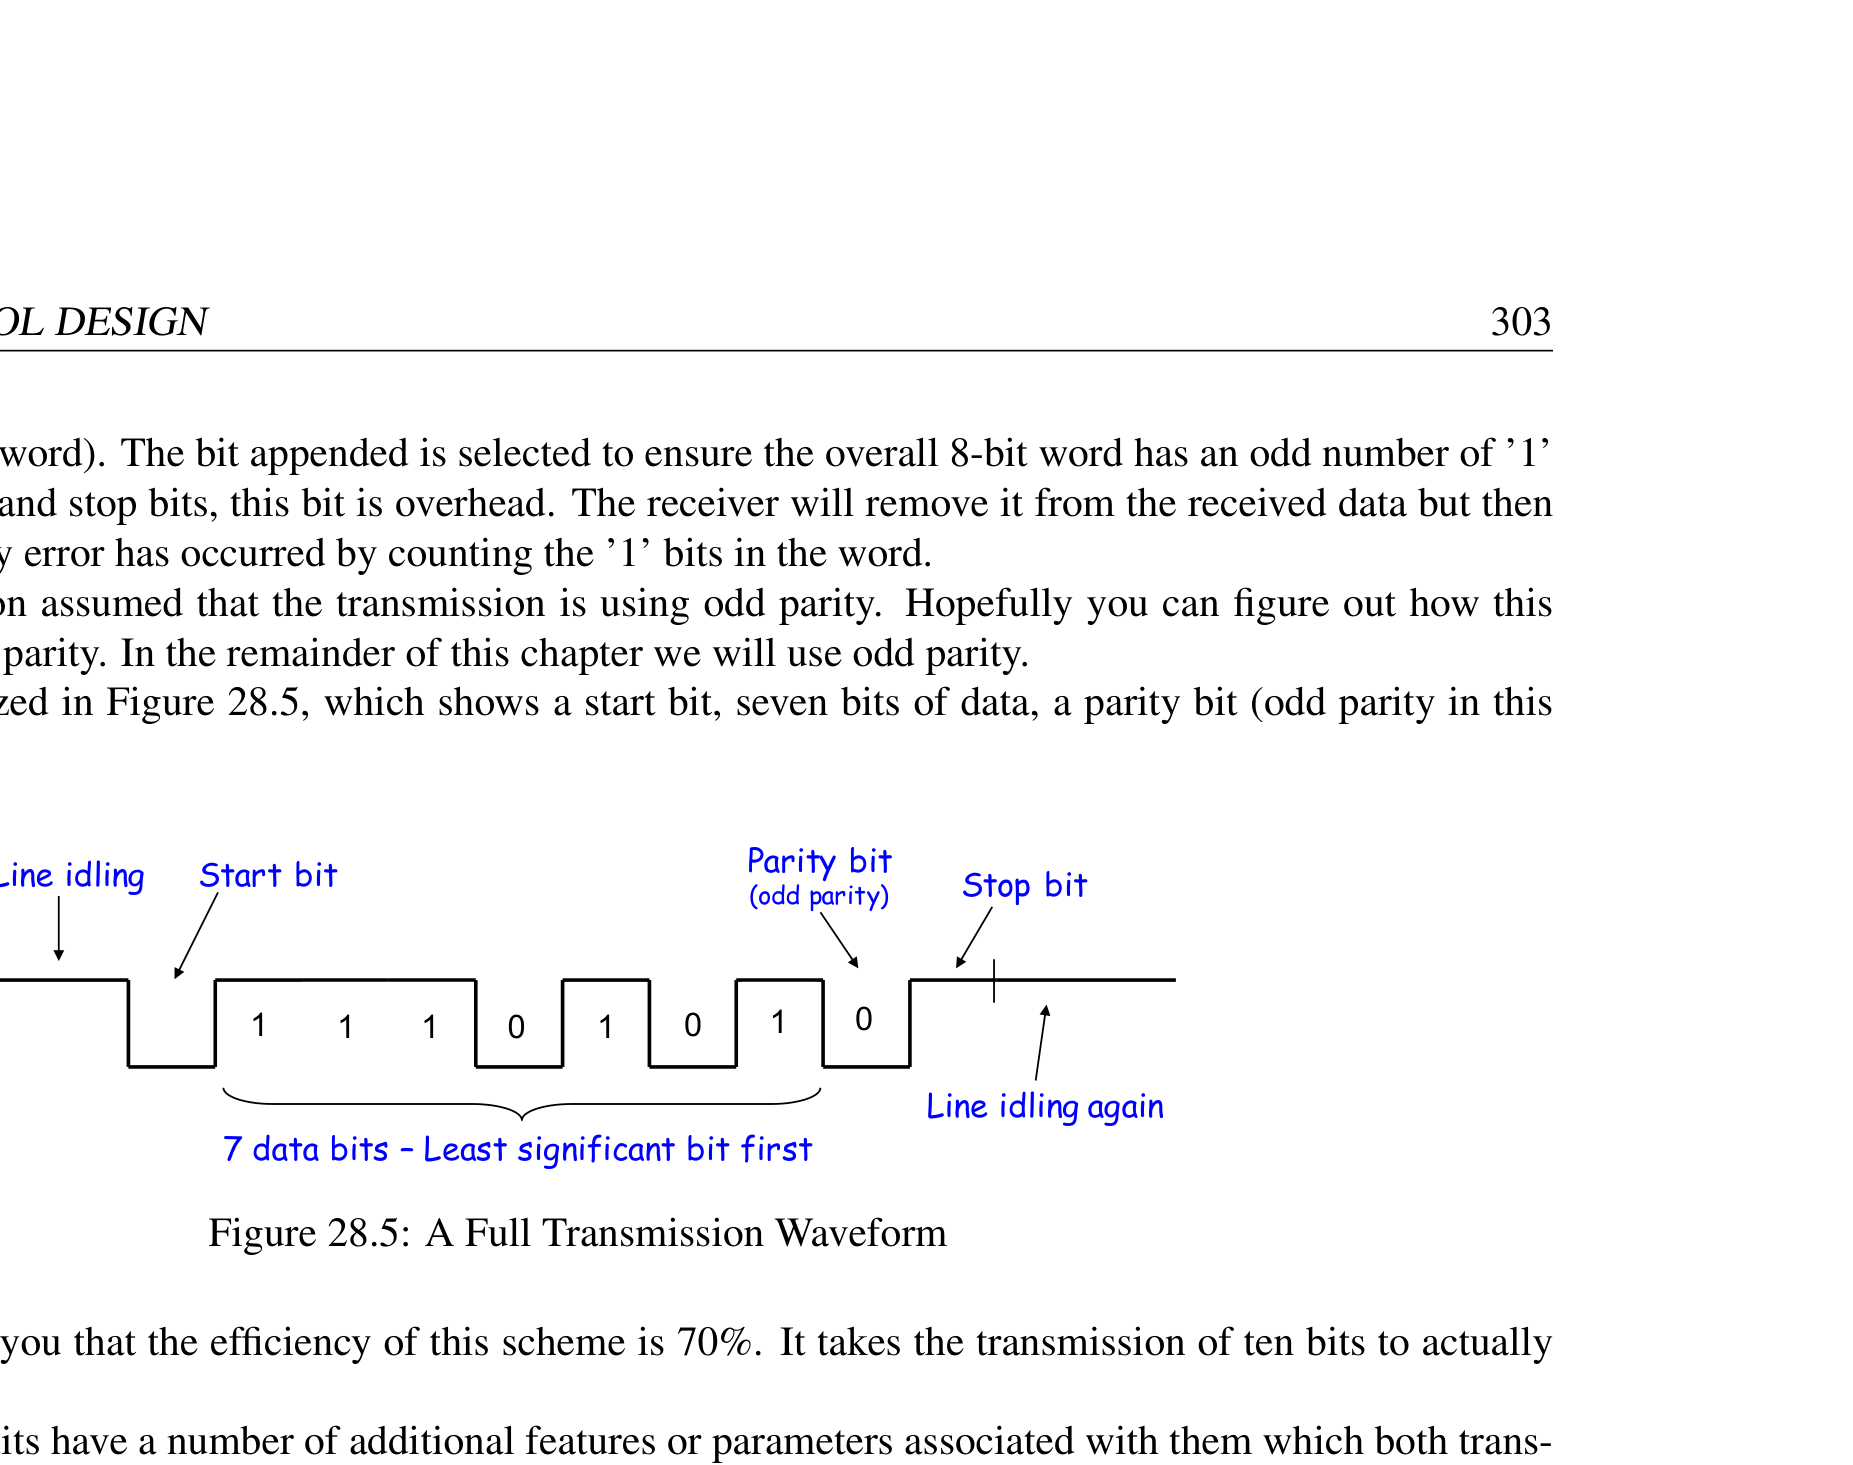 OL DESIGN 303
word). The bit appended is selected to ensure the overall 8-bit word has an odd number of ’1’
and stop bits, this bit is overhead. The receiver will remove it from the received data but then
y error has occurred by counting the ’1’ bits in the word.
on assumed that the transmission is using odd parity. Hopefully you can figure out how this
parity. In the remainder of this chapter we will use odd parity.
zed in Figure 28.5, which shows a start bit, seven bits of data, a parity bit (odd parity in this
Line idling
Start bit
Parity bit
(odd parity)
Stop bit
1 1 1 0 1 0 1 0
Line idling again
7 data bits – Least significant bit first
Figure 28.5: A Full Transmission Waveform
you that the efficiency of this scheme is 70%. It takes the transmission of ten bits to actually
its have a number of additional features or parameters associated with them which both trans-